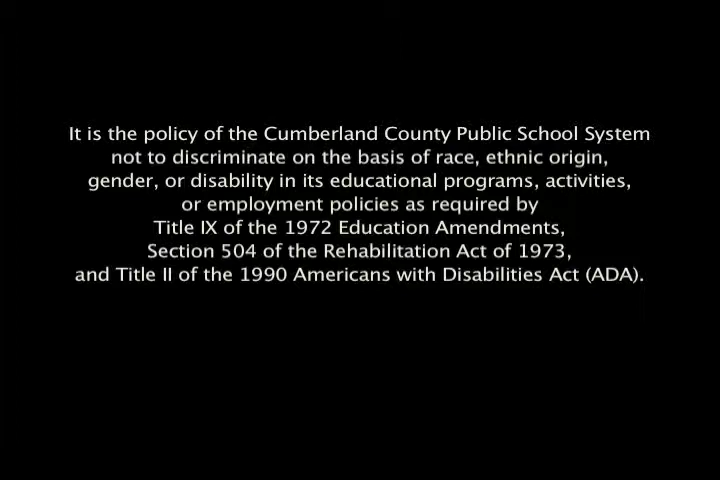 It is the policy of the Cumberland County Public School System
not to discriminate on the basis of race, ethnic origin,
gender, or disability in its educational programs, activities,
or employment policies as required by
Title IX of the 1972 Education Amendments,
Section 504 of the Rehabilitation Act of 1973,
and Title II of the 1990 Americans with Disabilities Act (ADA).